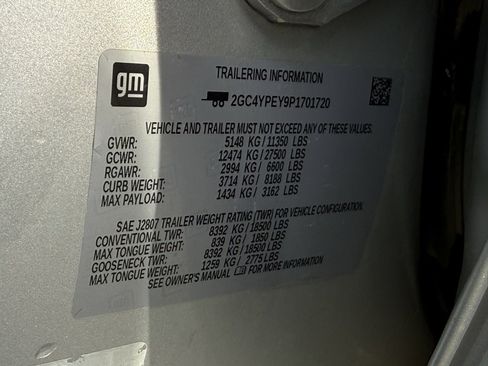 gm
TRAILERING INFORMATION
2GC4YPEY9P1701720
VEHICLE AND TRAILER MUST NOT EXCEED ANY OF THESE RATINGS
GVWR: 5148 KG/11350 LBS
GCWR: 12474 KG/27500 LBS
RGAWR: 2994 KG/ 6600 LBS
CURB WEIGHT: 3714 KG/ 8188 LBS
MAX PAYLOAD: 1434 KG/ 3162 LBS
SAE J2807 TRAILER WEIGHT RATING (TWR) FOR VEHICLE CONFIGURATION.
CONVENTIONAL TWR: 8392 KG/18500 LBS
MAX TONGUE WEIGHT: 839 KG/ 1850 LBS
GOOSENECK TWR: 8392 KG/18500 LBS
MAX TONGUE WEIGHT: 1259 KG/ 2775 LBS
SEE OWNER'S MANUAL FOR MORE INFORMATION